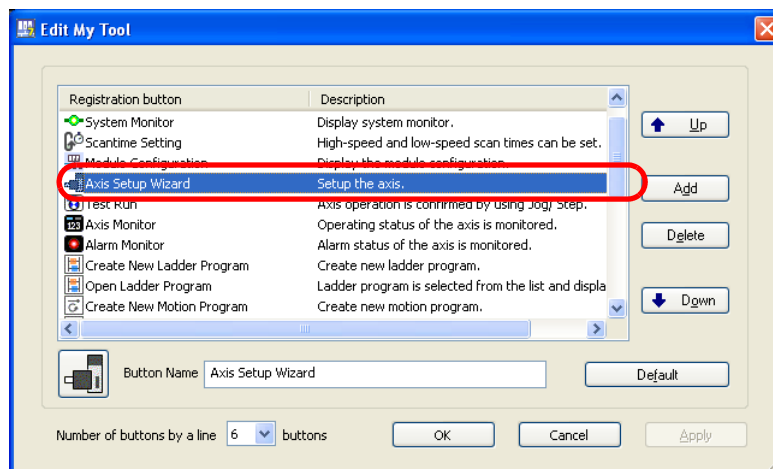 Edit My Tool
Registration button Description
System Monitor Display system monitor.
Scantime Setting High-speed and low-speed scan times can be set.
Module Configuration Display the module configuration.
Axis Setup Wizard Setup the axis.
Test Run Axis operation is confirmed by using Jog/ Step.
123 Axis Monitor Operating status of the axis is monitored.
Alarm Monitor Alarm status of the axis is monitored.
Create New Ladder Program Create new ladder program.
Open Ladder Program Ladder program is selected from the list and displa
Create New Motion Program Create new motion program.
Up
Add
Delete
Down
Button Name Axis Setup Wizard Default
Number of buttons by a line 6 buttons OK Cancel Apply